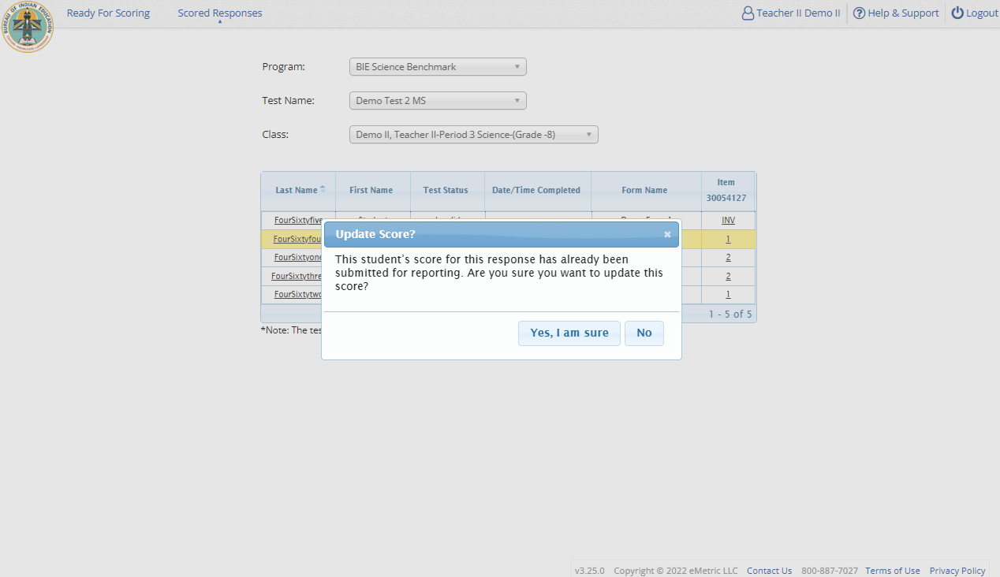 BUREAU OF INDIAN EDUCATION
Ready For Scoring
Scored Responses
Teacher II Demo II
Help & Support
Logout
Program:
BIE Science Benchmark
Test Name:
Demo Test 2 MS
Class:
Demo II, Teacher II-Period 3 Science-(Grade -8)
Last Name First Name Test Status Date/Time Completed Form Name Item 30054127
FourSixtyfive INV
FourSixtyfou 1
FourSixtyone 2
FourSixtythre 2
FourSixtytwo 1
1 - 5 of 5
*Note: The tes
Update Score?
This student's score for this response has already been
submitted for reporting. Are you sure you want to update this
score?
Yes, I am sure
No
v3.25.0 Copyright © 2022 eMetric LLC Contact Us 800-887-7027 Terms of Use Privacy Policy